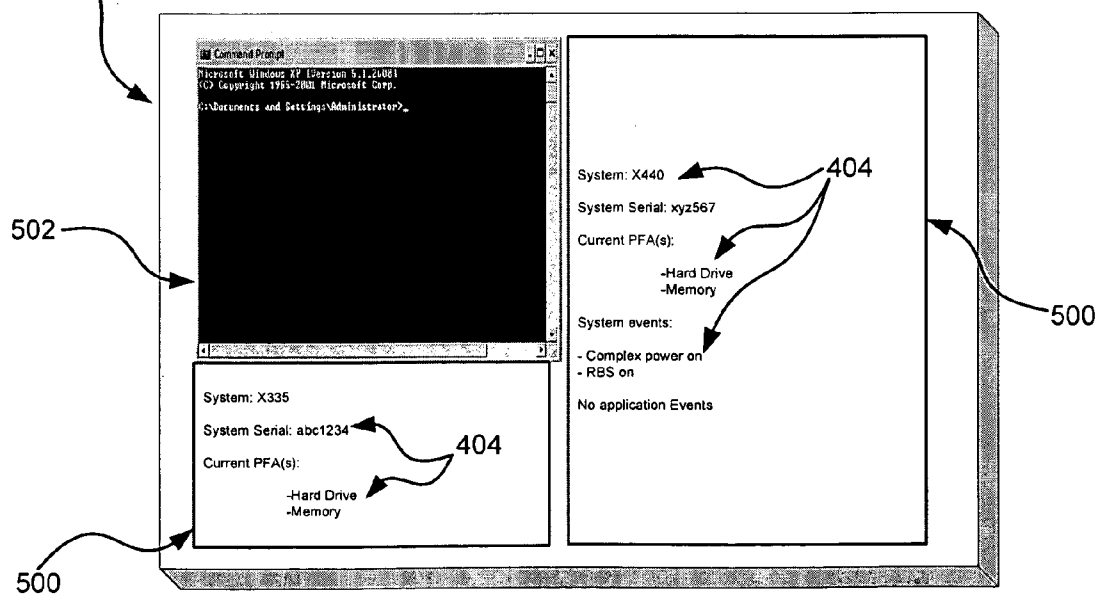 Command Prompt
Microsoft Windows XP [Version 5.1.2600]
(C) Copyright 1985-2001 Microsoft Corp.
C:\Documents and Settings\Administrator>_
502
System: X440
404
System Serial: xyz567
Current PFA(s):
-Hard Drive
-Memory
500
System events:
- Complex power on
- RBS on
No application Events
System: X335
System Serial: abc1234
404
Current PFA(s):
-Hard Drive
-Memory
500